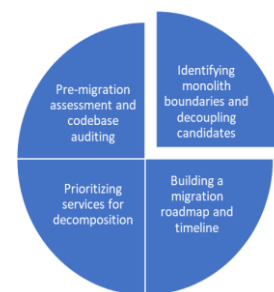 Pre-migration
assessment and
codebase
auditing
Identifying
monolith
boundaries and
decoupling
candidates
Prioritizing
services for
decomposition
Building a
migration
roadmap and
timeline